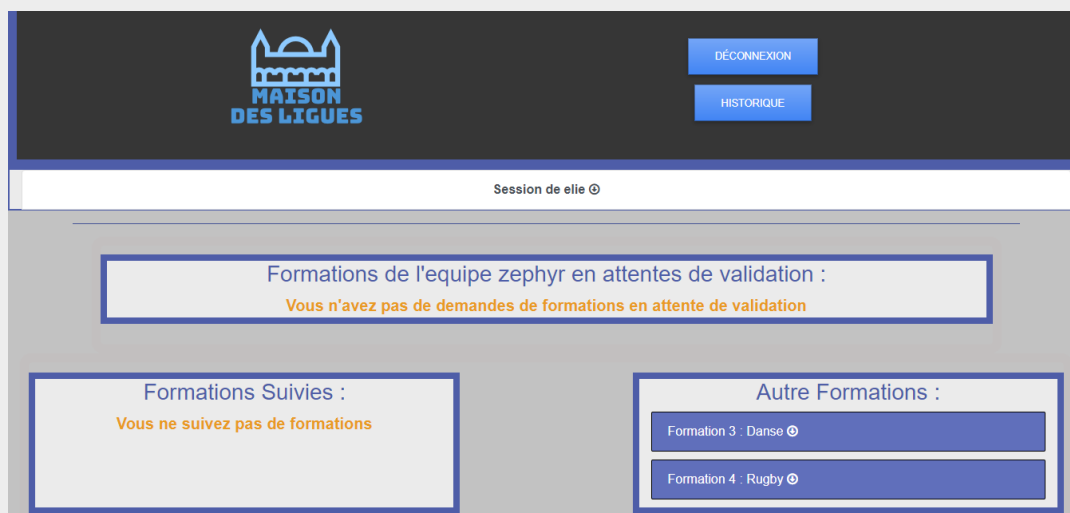 MAISON
DES LIGUES
DÉCONNEXION
HISTORIQUE
Session de elie
Formations de l'equipe zephyr en attentes de validation :
Vous n'avez pas de demandes de formations en attente de validation
Formations Suivies :
Vous ne suivez pas de formations
Autre Formations :
Formation 3 : Danse
Formation 4 : Rugby